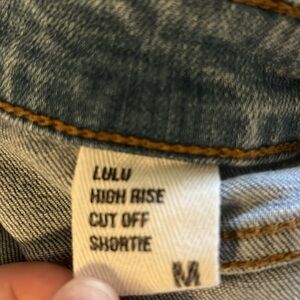 LULU
HIGH RISE
CUT OFF
SHORTIE
M